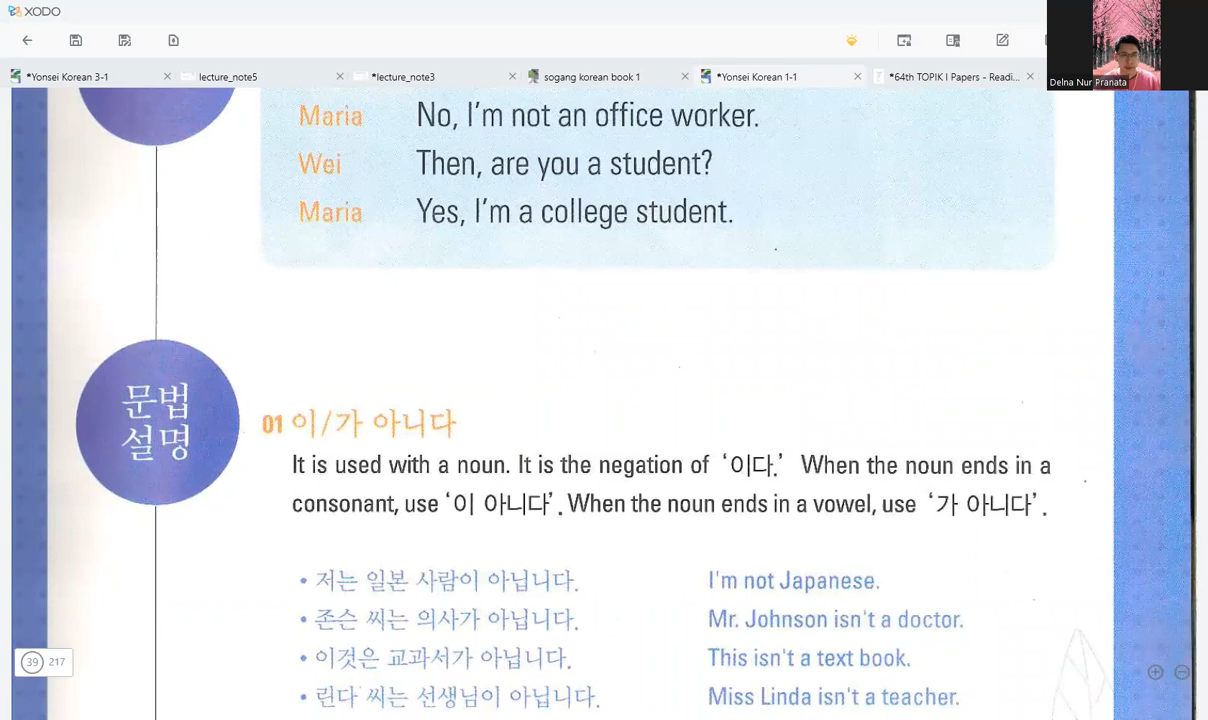 XODO
*Yonsei Korean 3-1
lecture_note5
*lecture_note3
sogang korean book 1
*Yonsei Korean 1-1
*64th TOPIK I Papers - Readi...
Delna Nur Pranata
Maria No, I'm not an office worker.
Wei Then, are you a student?
Maria Yes, I'm a college student.
문법
설명
01 이/가 아니다
It is used with a noun. It is the negation of ‘이다.’ When the noun ends in a
consonant, use ‘이 아니다’. When the noun ends in a vowel, use ‘가 아니다’.
• 저는 일본 사람이 아닙니다. I'm not Japanese.
• 존슨 씨는 의사가 아닙니다. Mr. Johnson isn't a doctor.
• 이것은 교과서가 아닙니다. This isn't a text book.
• 린다 씨는 선생님이 아닙니다. Miss Linda isn't a teacher.
39 217